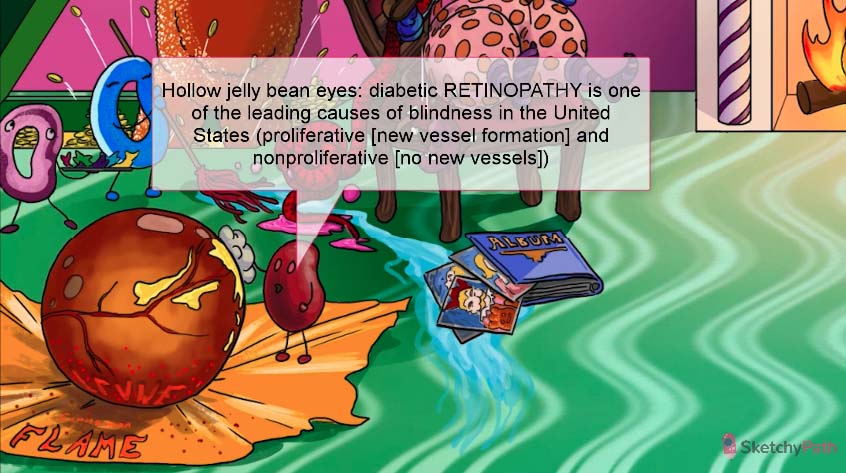 Hollow jelly bean eyes: diabetic RETINOPATHY is one
of the leading causes of blindness in the United
States (proliferative [new vessel formation] and
nonproliferative [no new vessels])
ALBUM
FLAME
SketchyPath